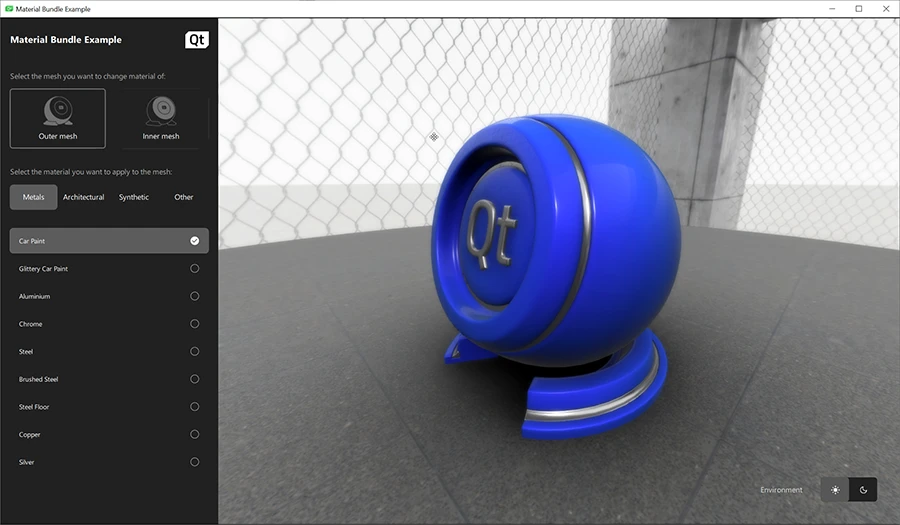 Material Bundle Example
Material Bundle Example
Qt
Select the mesh you want to change material of:
Outer mesh
Inner mesh
Select the material you want to apply to the mesh:
Metals
Architectural
Synthetic
Other
Car Paint
Glittery Car Paint
Aluminium
Chrome
Steel
Brushed Steel
Steel Floor
Copper
Silver
Qt
Environment